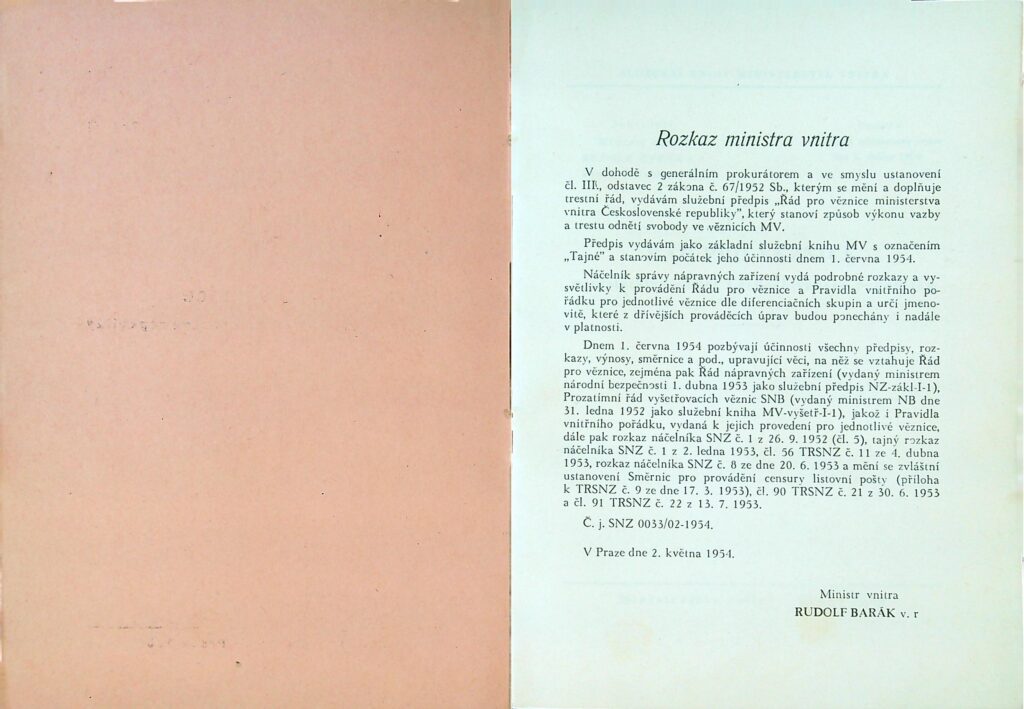 Rozkaz ministra vnitra
V dohodě s generálním prokurátorem a ve smyslu ustanovení
čl. III., odstavec 2 zákona č. 67/1952 Sb., kterým se mění a doplňuje
trestní řád, vydávám služební předpis „Řád pro věznice ministerstva
vnitra Československé republiky", který stanoví způsob výkonu vazby
a trestu odnětí svobody ve věznicích MV.
Předpis vydávám jako základní služební knihu MV s označením
„Tajné" a stanovím počátek jeho účinnosti dnem 1. června 1954.
Náčelník správy nápravných zařízení vydá podrobné rozkazy a vy-
světlivky k provádění Řádu pro věznice a Pravidla vnitřního po-
řádku pro jednotlivé věznice dle diferenciačních skupin a určí jmeno-
vitě, které z dřívějších prováděcích úprav budou ponechány i nadále
v platnosti.
Dnem 1. června 1954 pozbývají účinnosti všechny předpisy, roz-
kazy, výnosy, směrnice a pod., upravující věci, na něž se vztahuje Řád
pro věznice, zejména pak Řád nápravných zařízení (vydaný ministrem
národní bezpečnosti 1. dubna 1953 jako služební předpis NZ-zákl-I-1),
Prozatímní řád vyšetřovacích věznic SNB (vydaný ministrem NB dne
31. ledna 1952 jako služební kniha MV-vyšetř-I-1), jakož i Pravidla
vnitřního pořádku, vydaná k jejich provedení pro jednotlivé věznice,
dále pak rozkaz náčelníka SNZ č. 1 z 26. 9. 1952 (čl. 5), tajný rozkaz
náčelníka SNZ č. 1 z 2. ledna 1953, čl. 56 TRSNZ č. 11 ze 4. dubna
1953, rozkaz náčelníka SNZ č. 8 ze dne 20. 6. 1953 a mění se zvláštní
ustanovení Směrnic pro provádění censury listovní pošty (příloha
k TRSNZ č. 9 ze dne 17. 3. 1953), čl. 90 TRSNZ č. 21 z 30. 6. 1953
a čl. 91 TRSNZ č. 22 z 13. 7. 1953.
Č. j. SNZ 0033/02-1954.
V Praze dne 2. května 1954.
Ministr vnitra
RUDOLF BARÁK v. r